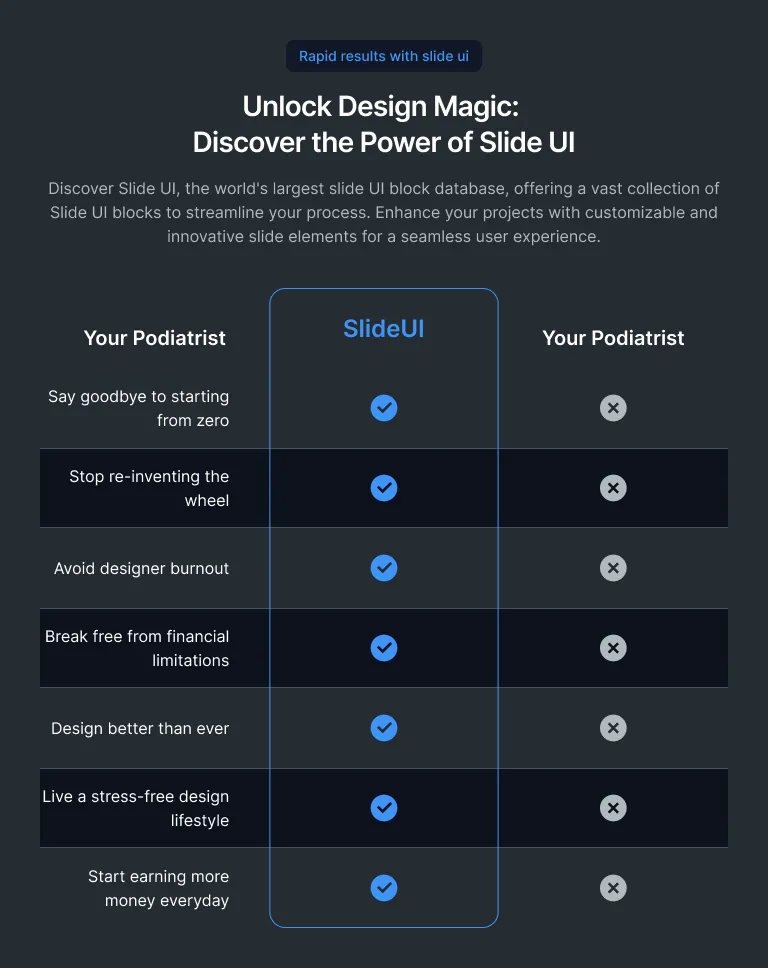 Rapid results with slide ui
Unlock Design Magic:
Discover the Power of Slide UI
Discover Slide UI, the world's largest slide UI block database, offering a vast collection of
Slide UI blocks to streamline your process. Enhance your projects with customizable and
innovative slide elements for a seamless user experience.
Your Podiatrist
SlideUI
Your Podiatrist
Say goodbye to starting
from zero
Stop re-inventing the
wheel
Avoid designer burnout
Break free from financial
limitations
Design better than ever
Live a stress-free design
lifestyle
Start earning more
money everyday